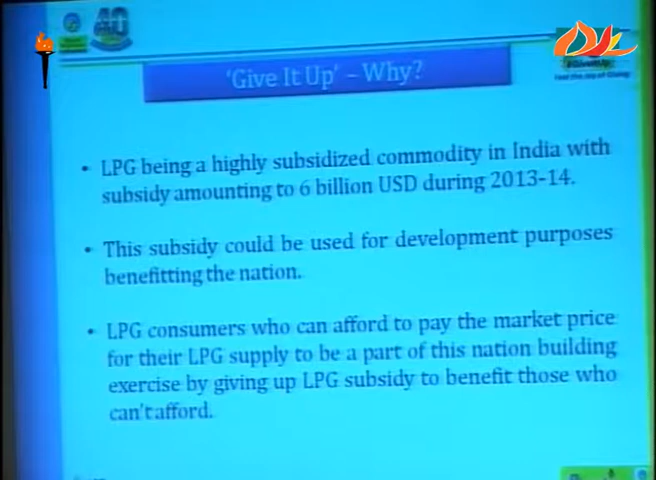 40
'Give It Up' – Why?
#GiveItUp
• LPG being a highly subsidized commodity in India with
subsidy amounting to 6 billion USD during 2013-14.
• This subsidy could be used for development purposes
benefitting the nation.
• LPG consumers who can afford to pay the market price
for their LPG supply to be a part of this nation building
exercise by giving up LPG subsidy to benefit those who
can't afford.